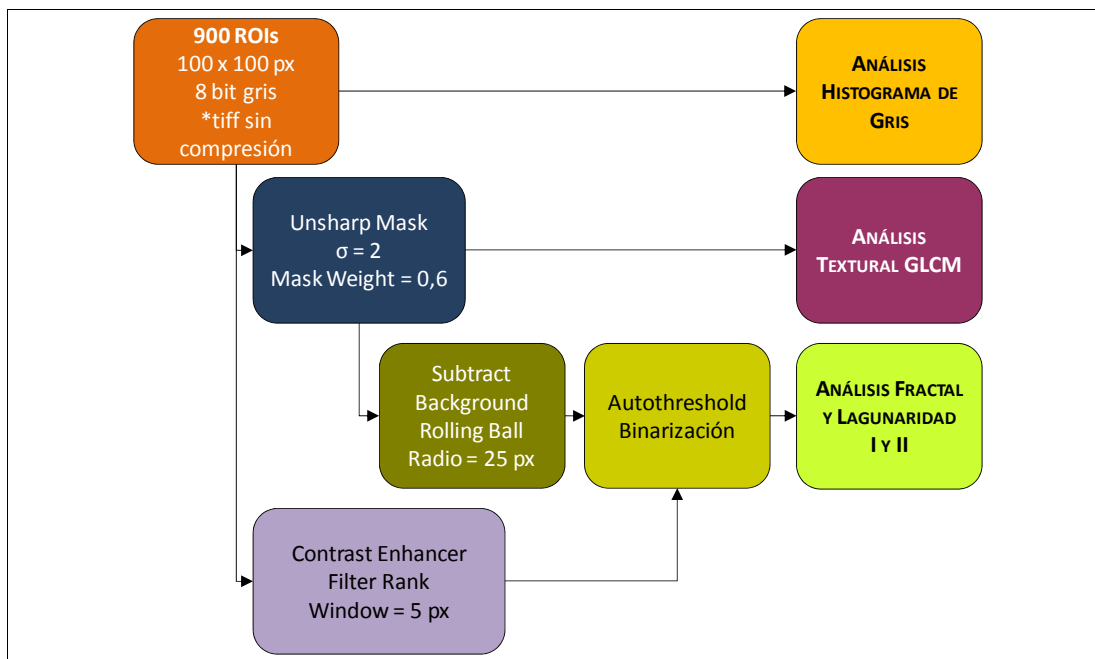 900 ROIs
100 x 100 px
8 bit gris
*tiff sin
compresión
ANÁLISIS
HISTOGRAMA DE
GRIS
Unsharp Mask
σ = 2
Mask Weight = 0,6
ANÁLISIS
TEXTURAL GLCM
Subtract
Background
Rolling Ball
Radio = 25 px
Autothreshold
Binarización
ANÁLISIS FRACTAL
Y LAGUNARIDAD
I Y II
Contrast Enhancer
Filter Rank
Window = 5 px